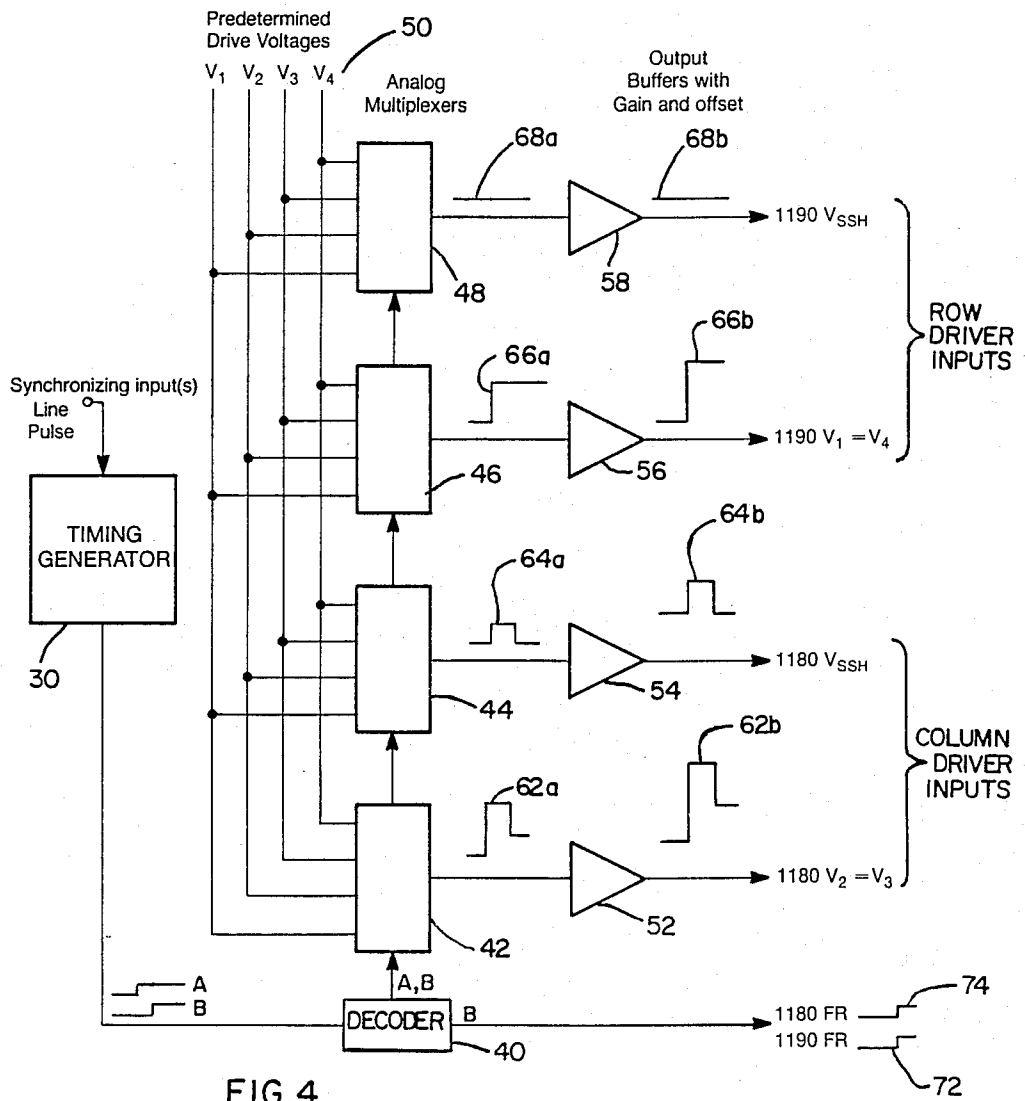 Predetermined
Drive Voltages
50
V1 V2 V3 V4
Analog
Multiplexers
Output
Buffers with
Gain and offset
68a
68b
1190 VSSH
48
58
ROW
DRIVER
INPUTS
66a
66b
1190 V1 = V4
46
56
Synchronizing input(s)
Line
Pulse
TIMING
GENERATOR
30
64a
64b
1180 VSSH
44
54
COLUMN
DRIVER
INPUTS
62a
62b
1180 V2 = V3
42
52
A
B
A,B
DECODER
B
40
1180 FR
74
1190 FR
72
FIG 4